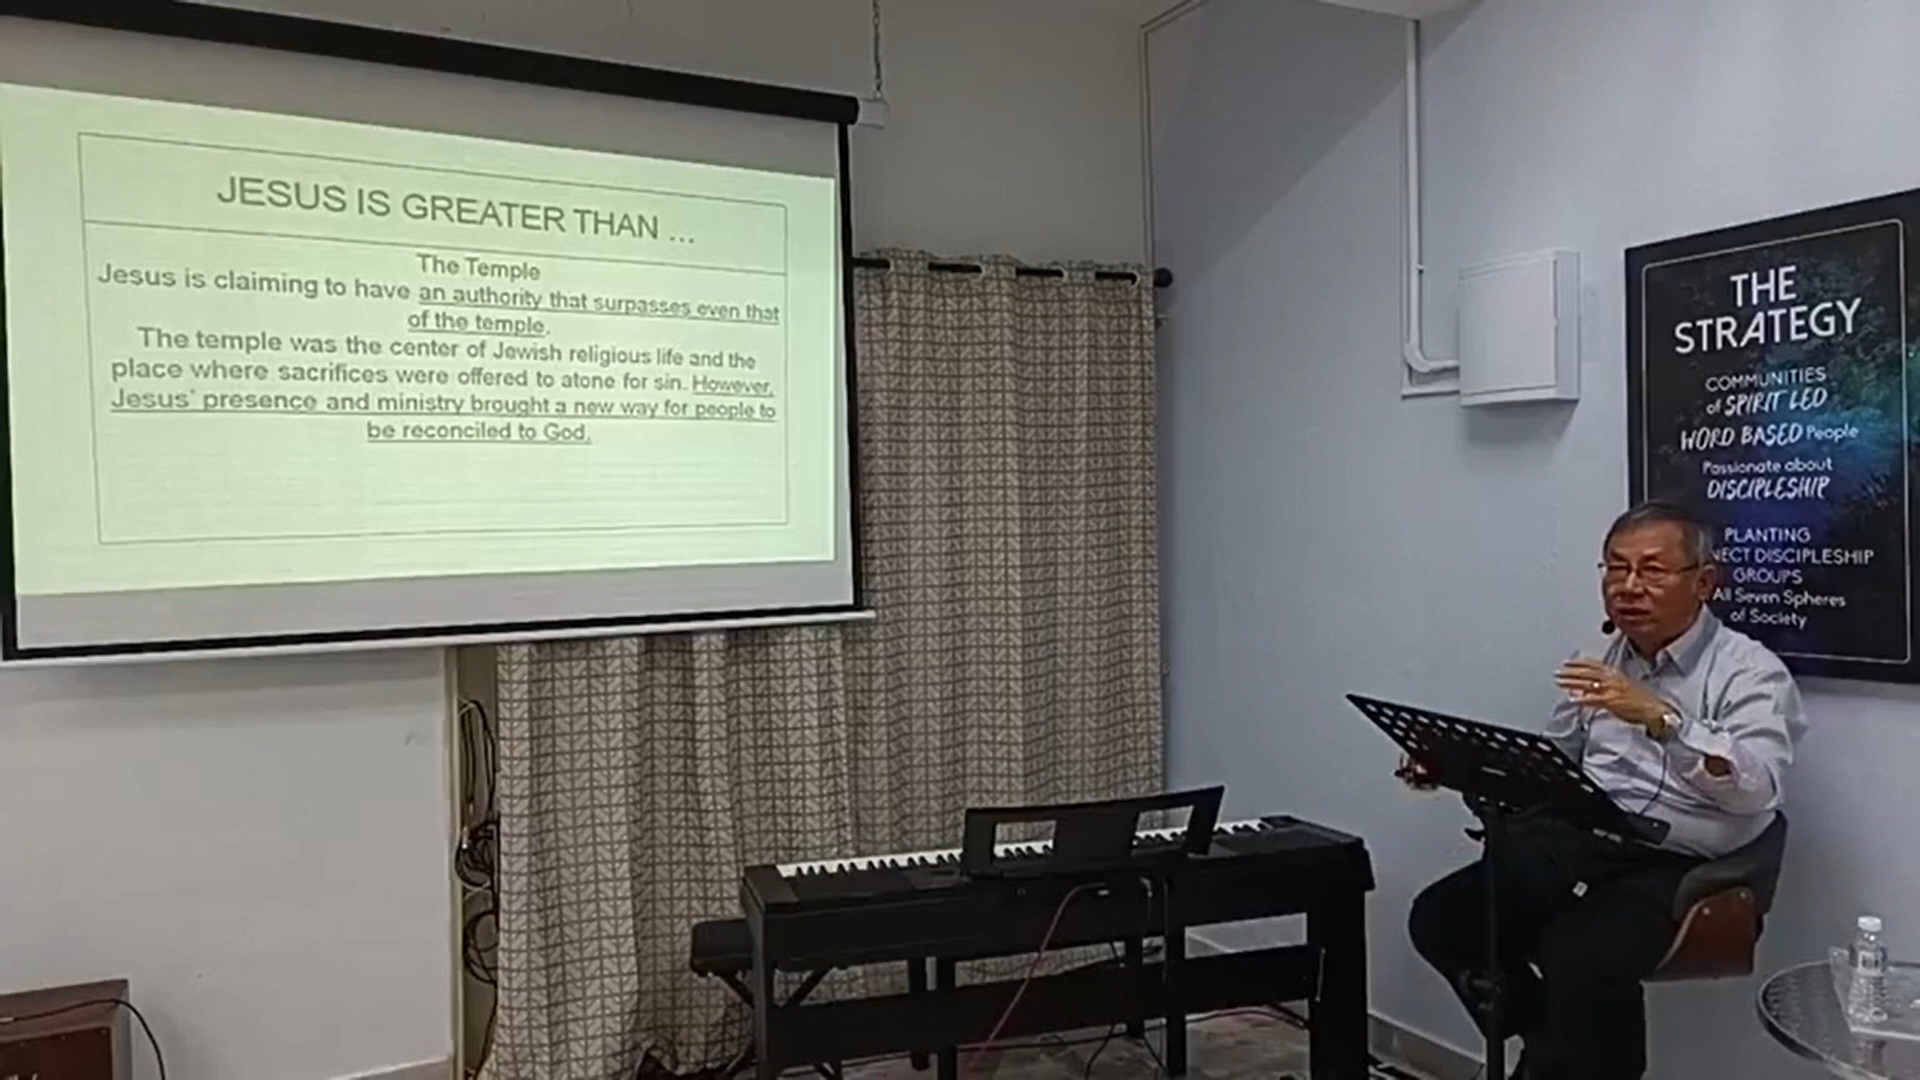 JESUS IS GREATER THAN ...
The Temple
Jesus is claiming to have an authority that surpasses even that
of the temple.
The temple was the center of Jewish religious life and the
place where sacrifices were offered to atone for sin. However,
Jesus' presence and ministry brought a new way for people to
be reconciled to God.
THE
STRATEGY
COMMUNITIES
of SPIRIT LED
WORD BASED People
Passionate about
DISCIPLESHIP
PLANTING
NECT DISCIPLESHIP
GROUPS
All Seven Spheres
of Society